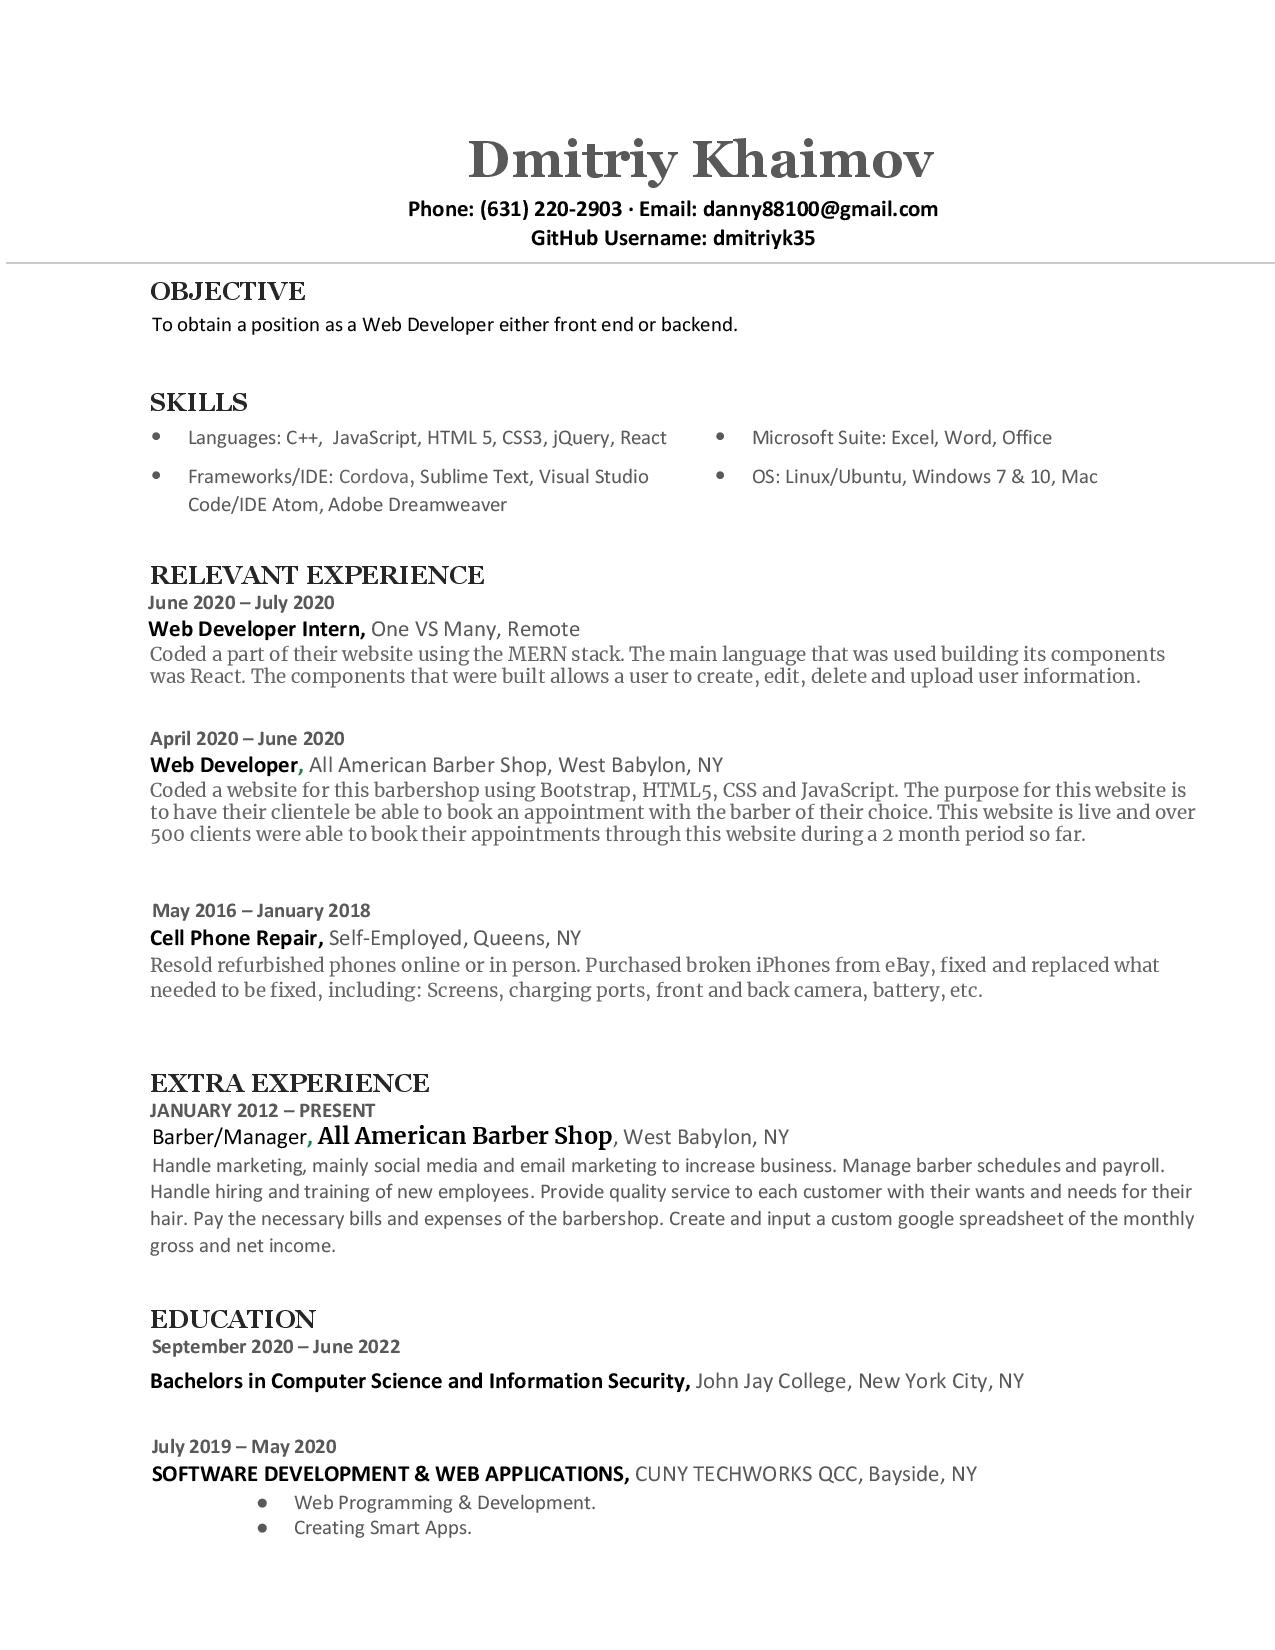 Dmitriy Khaimov
Phone: (631) 220-2903 · Email: danny88100@gmail.com
GitHub Username: dmitriyk35
OBJECTIVE
To obtain a position as a Web Developer either front end or backend.
SKILLS
• Languages: C++, JavaScript, HTML 5, CSS3, jQuery, React
• Frameworks/IDE: Cordova, Sublime Text, Visual Studio
Code/IDE Atom, Adobe Dreamweaver
• Microsoft Suite: Excel, Word, Office
• OS: Linux/Ubuntu, Windows 7 & 10, Mac
RELEVANT EXPERIENCE
June 2020 – July 2020
Web Developer Intern, One VS Many, Remote
Coded a part of their website using the MERN stack. The main language that was used building its components
was React. The components that were built allows a user to create, edit, delete and upload user information.
April 2020 – June 2020
Web Developer, All American Barber Shop, West Babylon, NY
Coded a website for this barbershop using Bootstrap, HTML5, CSS and JavaScript. The purpose for this website is
to have their clientele be able to book an appointment with the barber of their choice. This website is live and over
500 clients were able to book their appointments through this website during a 2 month period so far.
May 2016 – January 2018
Cell Phone Repair, Self-Employed, Queens, NY
Resold refurbished phones online or in person. Purchased broken iPhones from eBay, fixed and replaced what
needed to be fixed, including: Screens, charging ports, front and back camera, battery, etc.
EXTRA EXPERIENCE
JANUARY 2012 – PRESENT
Barber/Manager, All American Barber Shop, West Babylon, NY
Handle marketing, mainly social media and email marketing to increase business. Manage barber schedules and payroll.
Handle hiring and training of new employees. Provide quality service to each customer with their wants and needs for their
hair. Pay the necessary bills and expenses of the barbershop. Create and input a custom google spreadsheet of the monthly
gross and net income.
EDUCATION
September 2020 – June 2022
Bachelors in Computer Science and Information Security, John Jay College, New York City, NY
July 2019 – May 2020
SOFTWARE DEVELOPMENT & WEB APPLICATIONS, CUNY TECHWORKS QCC, Bayside, NY
● Web Programming & Development.
● Creating Smart Apps.